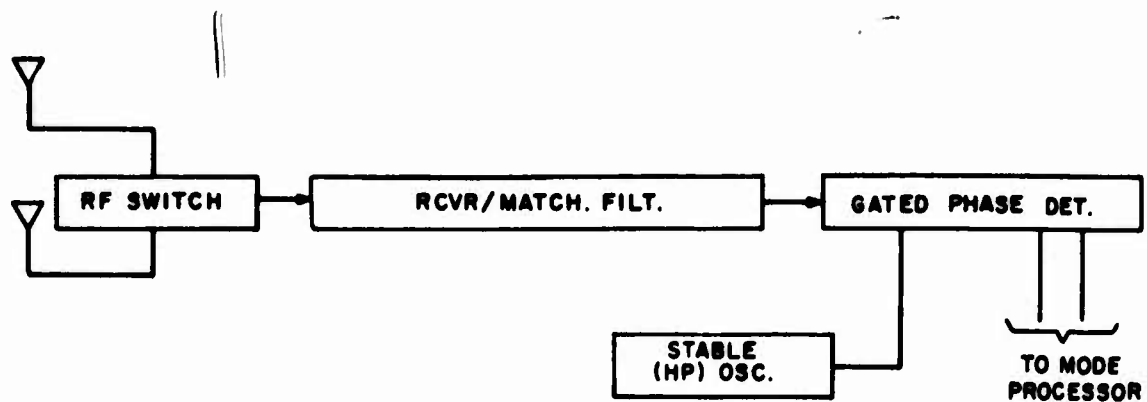 RF SWITCH
RCVR/MATCH. FILT.
GATED PHASE DET.
STABLE
(HP) OSC.
TO MODE
PROCESSOR